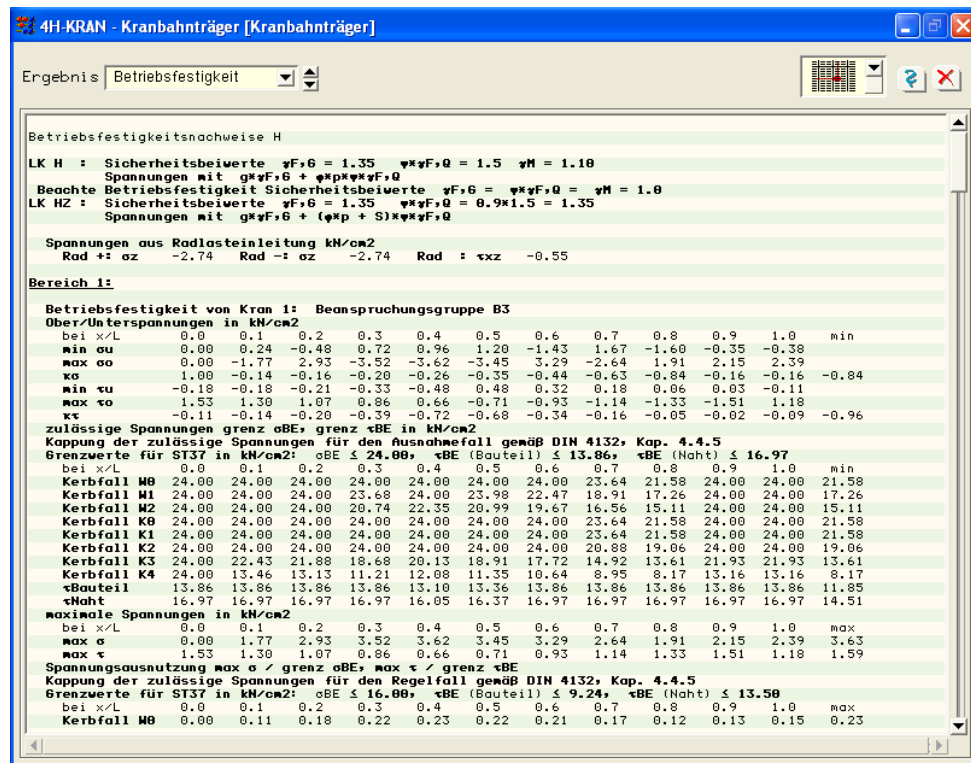 4H-KRAN - Kranbahnträger [Kranbahnträger]
Ergebnis Betriebsfestigkeit
Betriebsfestigkeitsnachweise H
LK H : Sicherheitsbeiwerte γF,G = 1.35 ψ*γF,Q = 1.5 γM = 1.10
Spannungen mit g*γF,G + φ*p*ψ*γF,Q
Beachte Betriebsfestigkeit Sicherheitsbeiwerte γF,G = ψ*γF,Q = γM = 1.0
LK HZ : Sicherheitsbeiwerte γF,G = 1.35 ψ*γF,Q = 0.9*1.5 = 1.35
Spannungen mit g*γF,G + (φ*p + S)*ψ*γF,Q
Spannungen aus Radlasteinleitung kN/cm2
Rad +: σz -2.74 Rad -: σz -2.74 Rad : τxz -0.55
Bereich 1:
Betriebsfestigkeit von Kran 1: Beanspruchungsgruppe B3
Ober/Unterspannungen in kN/cm2
bei x/L 0.0 0.1 0.2 0.3 0.4 0.5 0.6 0.7 0.8 0.9 1.0 min
min σu 0.00 0.24 -0.48 0.72 0.96 1.20 -1.43 1.67 -1.60 -0.35 -0.38
max σo 0.00 -1.77 2.93 -3.52 -3.62 -3.45 3.29 -2.64 1.91 2.15 2.39
κσ 1.00 -0.14 -0.16 -0.20 -0.26 -0.35 -0.44 -0.63 -0.84 -0.16 -0.16 -0.84
min τu -0.18 -0.18 -0.21 -0.33 -0.48 0.48 0.32 0.18 0.06 0.03 -0.11
max τo 1.53 1.30 1.07 0.86 0.66 -0.71 -0.93 -1.14 -1.33 -1.51 1.18
κτ -0.11 -0.14 -0.20 -0.39 -0.72 -0.68 -0.34 -0.16 -0.05 -0.02 -0.09 -0.96
zulässige Spannungen grenz σBE, grenz τBE in kN/cm2
Kappung der zulässige Spannungen für den Ausnahmefall gemäß DIN 4132, Kap. 4.4.5
Grenzwerte für ST37 in kN/cm2: σBE ≤ 24.00, τBE (Bauteil) ≤ 13.86, τBE (Naht) ≤ 16.97
bei x/L 0.0 0.1 0.2 0.3 0.4 0.5 0.6 0.7 0.8 0.9 1.0 min
Kerbfall W0 24.00 24.00 24.00 24.00 24.00 24.00 24.00 23.64 21.58 24.00 24.00 21.58
Kerbfall W1 24.00 24.00 24.00 23.68 24.00 23.98 22.47 18.91 17.26 24.00 24.00 17.26
Kerbfall W2 24.00 24.00 24.00 20.74 22.35 20.99 19.67 16.56 15.11 24.00 24.00 15.11
Kerbfall K0 24.00 24.00 24.00 24.00 24.00 24.00 24.00 23.64 21.58 24.00 24.00 21.58
Kerbfall K1 24.00 24.00 24.00 24.00 24.00 24.00 24.00 23.64 21.58 24.00 24.00 21.58
Kerbfall K2 24.00 24.00 24.00 24.00 24.00 24.00 24.00 20.88 19.06 24.00 24.00 19.06
Kerbfall K3 24.00 22.43 21.88 18.68 20.13 18.91 17.72 14.92 13.61 21.93 21.93 13.61
Kerbfall K4 24.00 13.46 13.13 11.21 12.08 11.35 10.64 8.95 8.17 13.16 13.16 8.17
τBauteil 13.86 13.86 13.86 13.86 13.10 13.36 13.86 13.86 13.86 13.86 13.86 11.85
τNaht 16.97 16.97 16.97 16.97 16.05 16.37 16.97 16.97 16.97 16.97 16.97 14.51
maximale Spannungen in kN/cm2
bei x/L 0.0 0.1 0.2 0.3 0.4 0.5 0.6 0.7 0.8 0.9 1.0 max
max σ 0.00 1.77 2.93 3.52 3.62 3.45 3.29 2.64 1.91 2.15 2.39 3.63
max τ 1.53 1.30 1.07 0.86 0.66 0.71 0.93 1.14 1.33 1.51 1.18 1.59
Spannungsausnutzung max σ / grenz σBE, max τ / grenz τBE
Kappung der zulässige Spannungen für den Regelfall gemäß DIN 4132, Kap. 4.4.5
Grenzwerte für ST37 in kN/cm2: σBE ≤ 16.00, τBE (Bauteil) ≤ 9.24, τBE (Naht) ≤ 13.50
bei x/L 0.0 0.1 0.2 0.3 0.4 0.5 0.6 0.7 0.8 0.9 1.0 max
Kerbfall W0 0.00 0.11 0.18 0.22 0.23 0.22 0.21 0.17 0.12 0.13 0.15 0.23